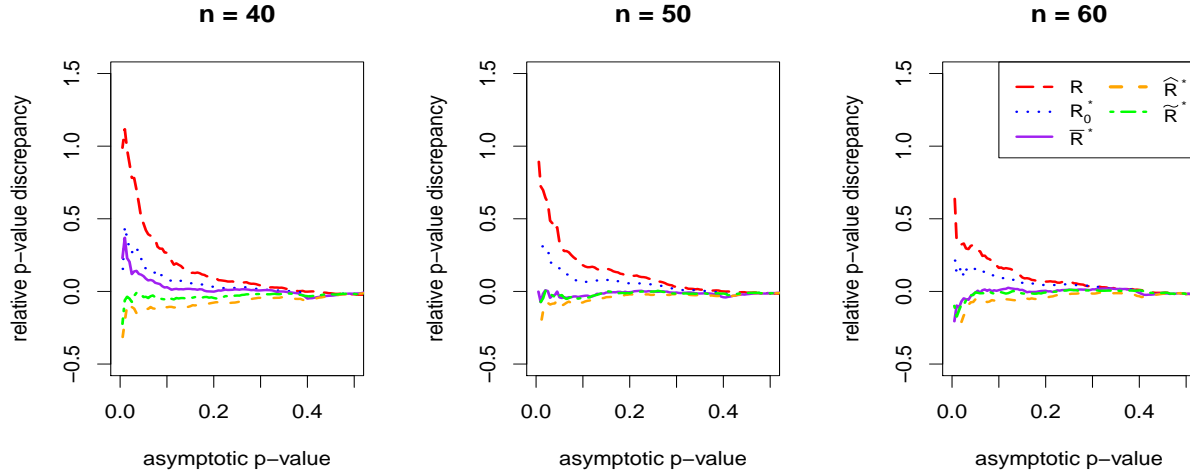 n = 40
relative p−value discrepancy
1.5
1.0
0.5
0.0
−0.5
0.0
0.2
0.4
asymptotic p−value
n = 50
relative p−value discrepancy
1.5
1.0
0.5
0.0
−0.5
0.0
0.2
0.4
asymptotic p−value
n = 60
relative p−value discrepancy
1.5
1.0
0.5
0.0
−0.5
0.0
0.2
0.4
asymptotic p−value
R
R₀*
R̅*
R̂*
R̃*